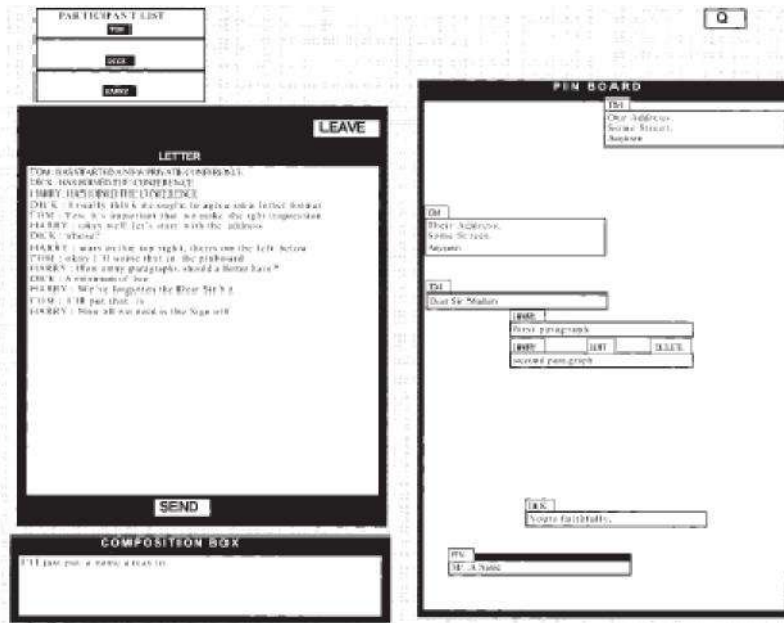 PARTICIPANT LIST
TOM
DICK
HARRY
Q
LEAVE
LETTER
TOM : HAS STARTED A NEW PRIVATE CONFERENCE
DICK : HAS JOINED THE CONFERENCE
HARRY : HAS JOINED THE CONFERENCE
DICK : I really think we ought to agree on a letter format
TOM : Yes, it's important that we make the right impression
HARRY : okay well let's start with the address
DICK : where?
HARRY : ours on the top right, theirs on the left below
TOM : okay I'll some that in the pinboard
HARRY : How many paragraphs should a letter have?
DICK : A minimum of two
HARRY : We've forgotten the Dear Sir bit
TOM : I'll put that in
HARRY : Now all we need is the sign off
SEND
COMPOSITION BOX
I'll just put a name areas in
PIN BOARD
TOM
Our Address,
Some Street,
Anytown
TOM
Their Address,
Some Street,
Anytown
TOM
Dear Sir/Madam
HARRY
first paragraph
HARRY EDIT DELETE
second paragraph
DICK
Yours faithfully,
Mr. A Name